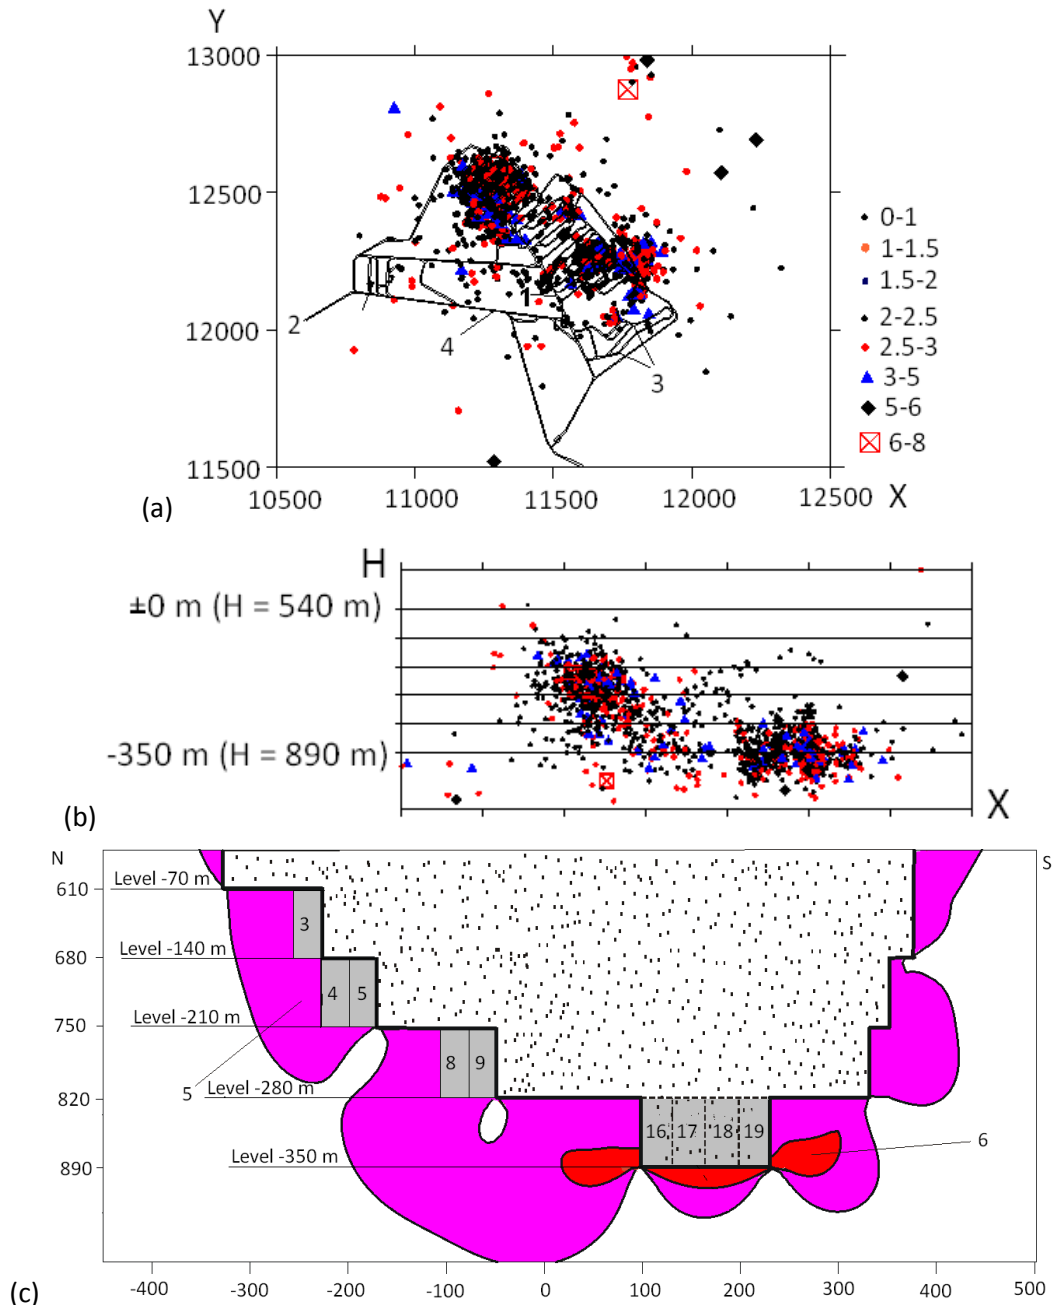 Y
13000
12500
12000
11500
10500
11000
11500
12000
12500
X
1
2
3
4
0-1
1-1.5
1.5-2
2-2.5
2.5-3
3-5
5-6
6-8
(a)
H
±0 m (H = 540 m)
-350 m (H = 890 m)
X
(b)
N
S
Level -70 m
610
3
Level -140 m
680
4 5
Level -210 m
750
8 9
5
Level -280 m
820
16 17 18 19
6
Level -350 m
890
-400 -300 -200 -100 0 100 200 300 400 500
(c)